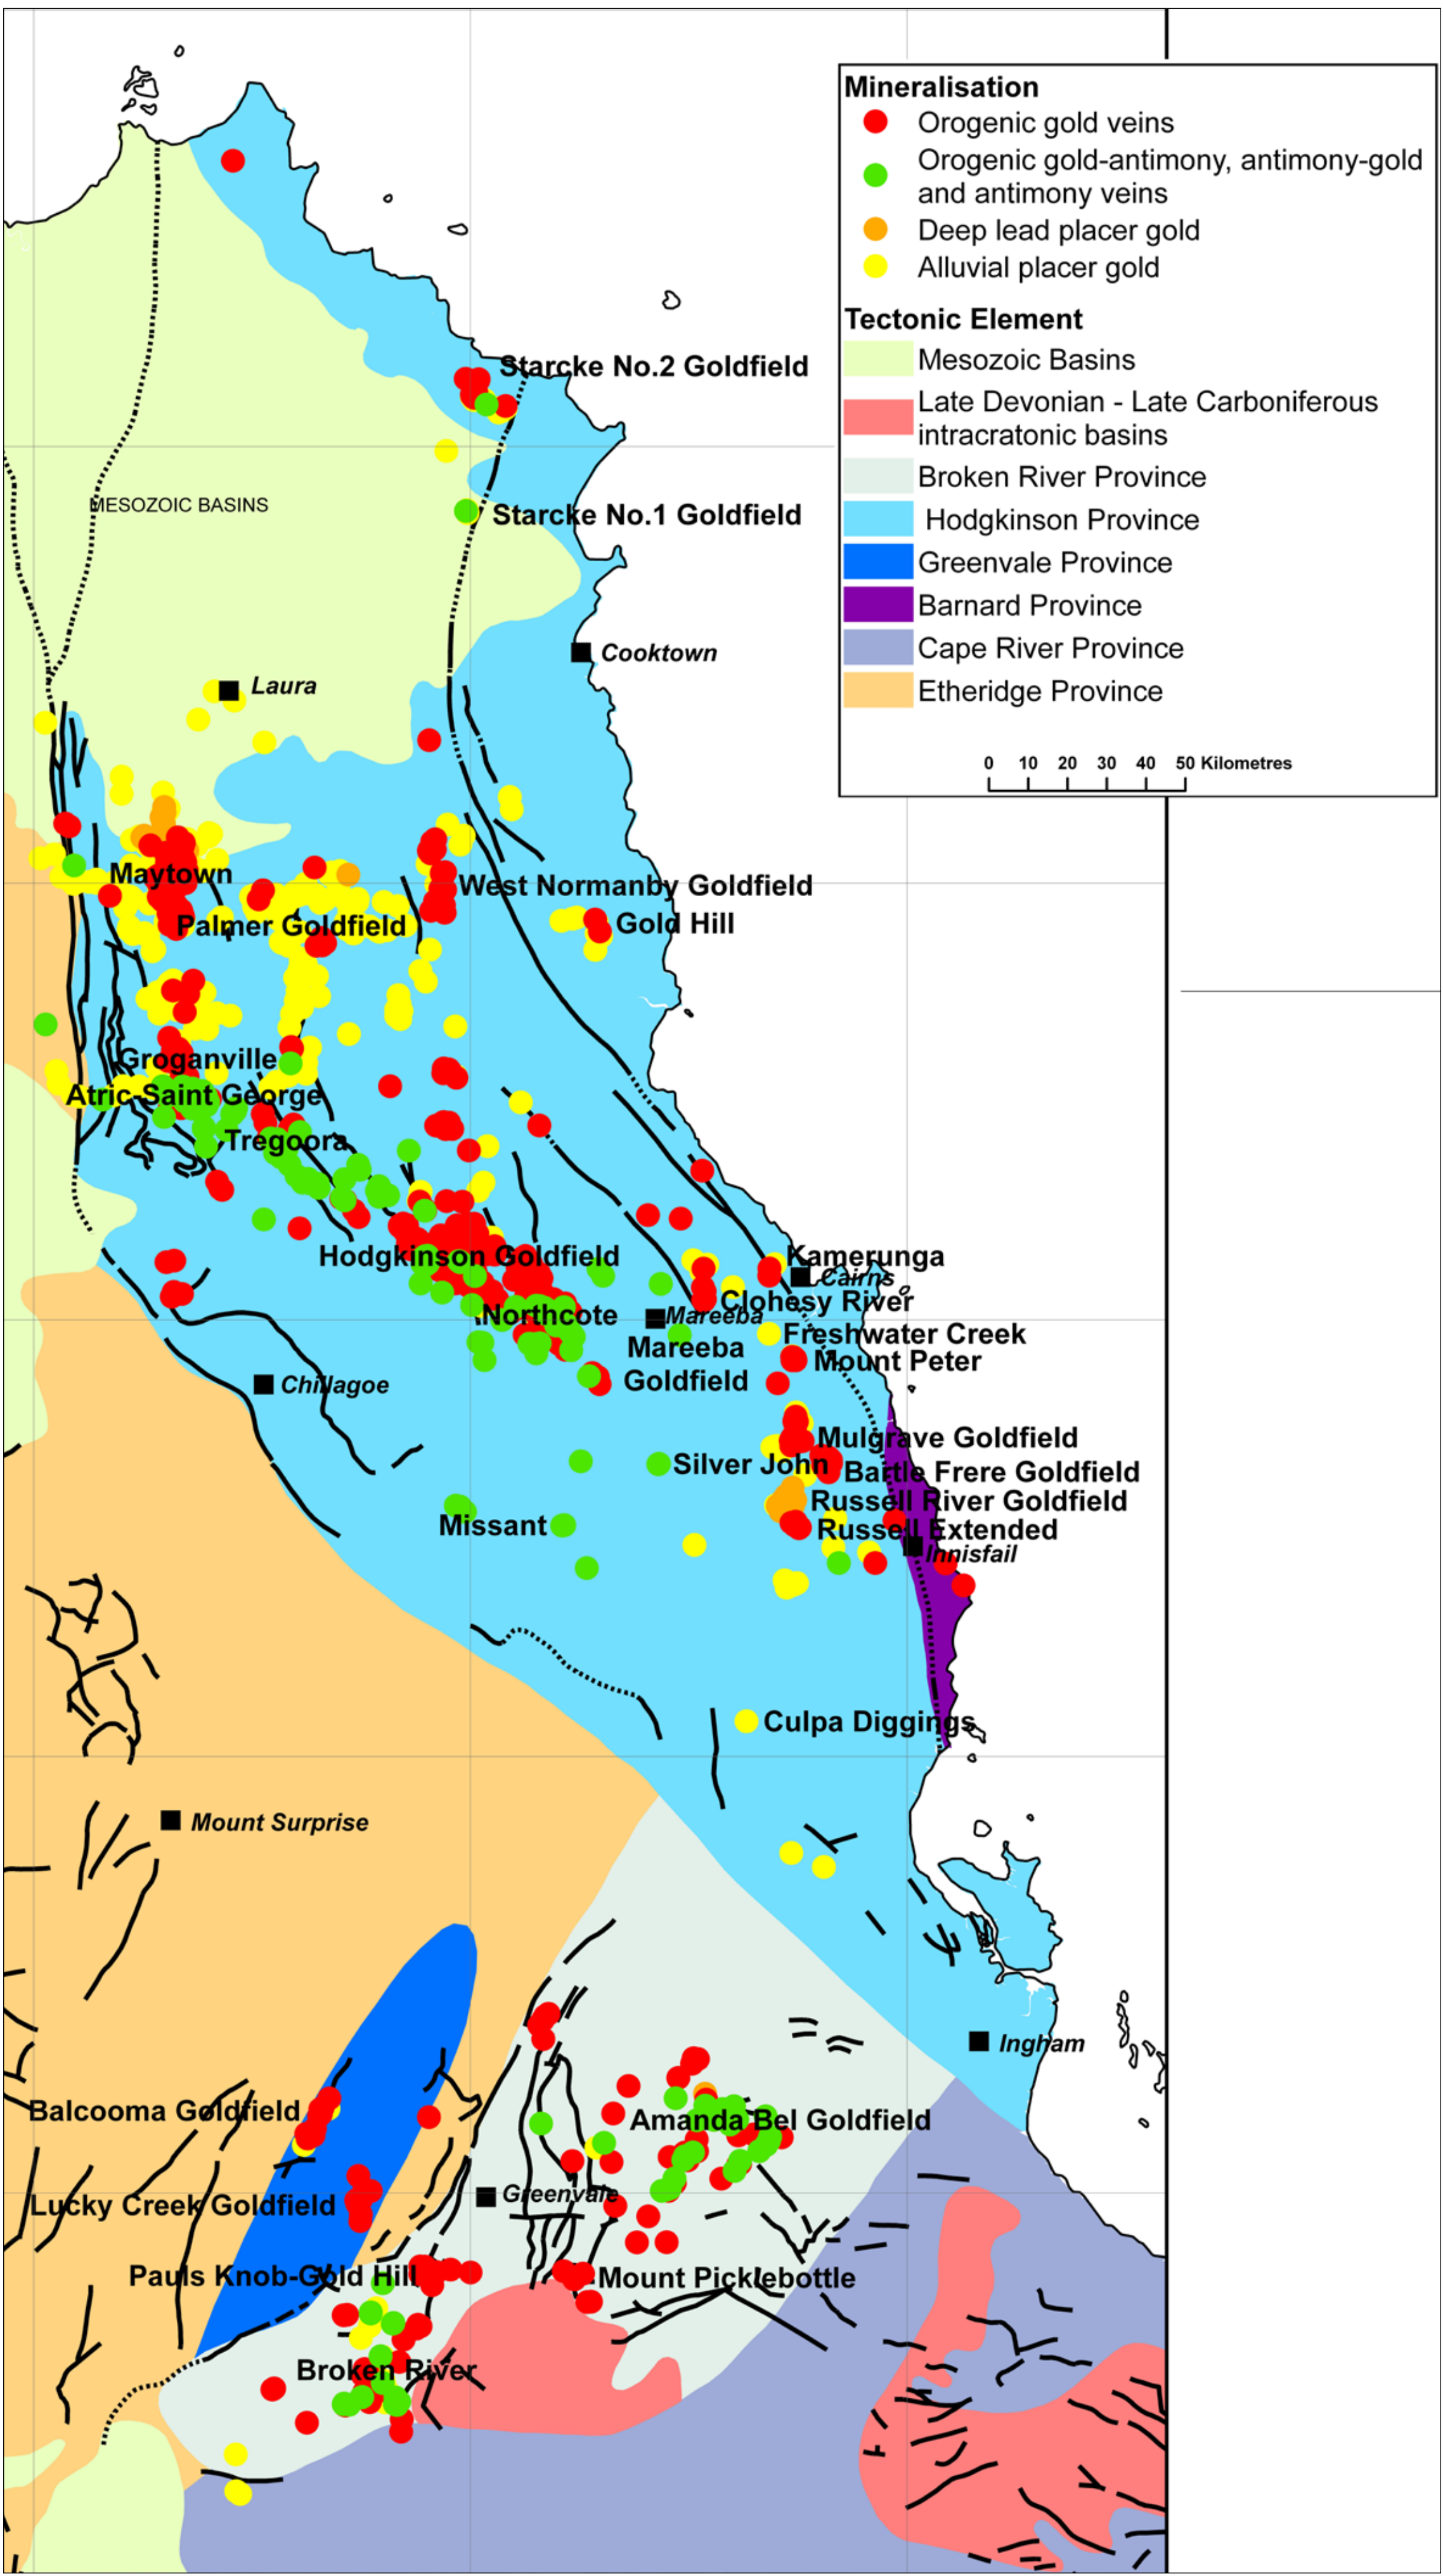 Mineralisation
Orogenic gold veins
Orogenic gold-antimony, antimony-gold
and antimony veins
Deep lead placer gold
Alluvial placer gold
Tectonic Element
Mesozoic Basins
Late Devonian - Late Carboniferous
intracratonic basins
Broken River Province
Hodgkinson Province
Greenvale Province
Barnard Province
Cape River Province
Etheridge Province
0 10 20 30 40 50 Kilometres
Starcke No.2 Goldfield
MESOZOIC BASINS
Starcke No.1 Goldfield
Cooktown
Laura
Maytown
West Normanby Goldfield
Palmer Goldfield
Gold Hill
Groganville
Atric-Saint George
Tregoora
Hodgkinson Goldfield
Kamerunga
Cairns
Clohesy River
Northcote
Mareeba
Freshwater Creek
Mareeba
Goldfield
Mount Peter
Chillagoe
Mulgrave Goldfield
Silver John
Bartle Frere Goldfield
Russell River Goldfield
Missant
Russell Extended
Innisfail
Culpa Diggings
Mount Surprise
Ingham
Balcooma Goldfield
Amanda Bel Goldfield
Greenvale
Lucky Creek Goldfield
Pauls Knob-Gold Hill
Mount Picklebottle
Broken River